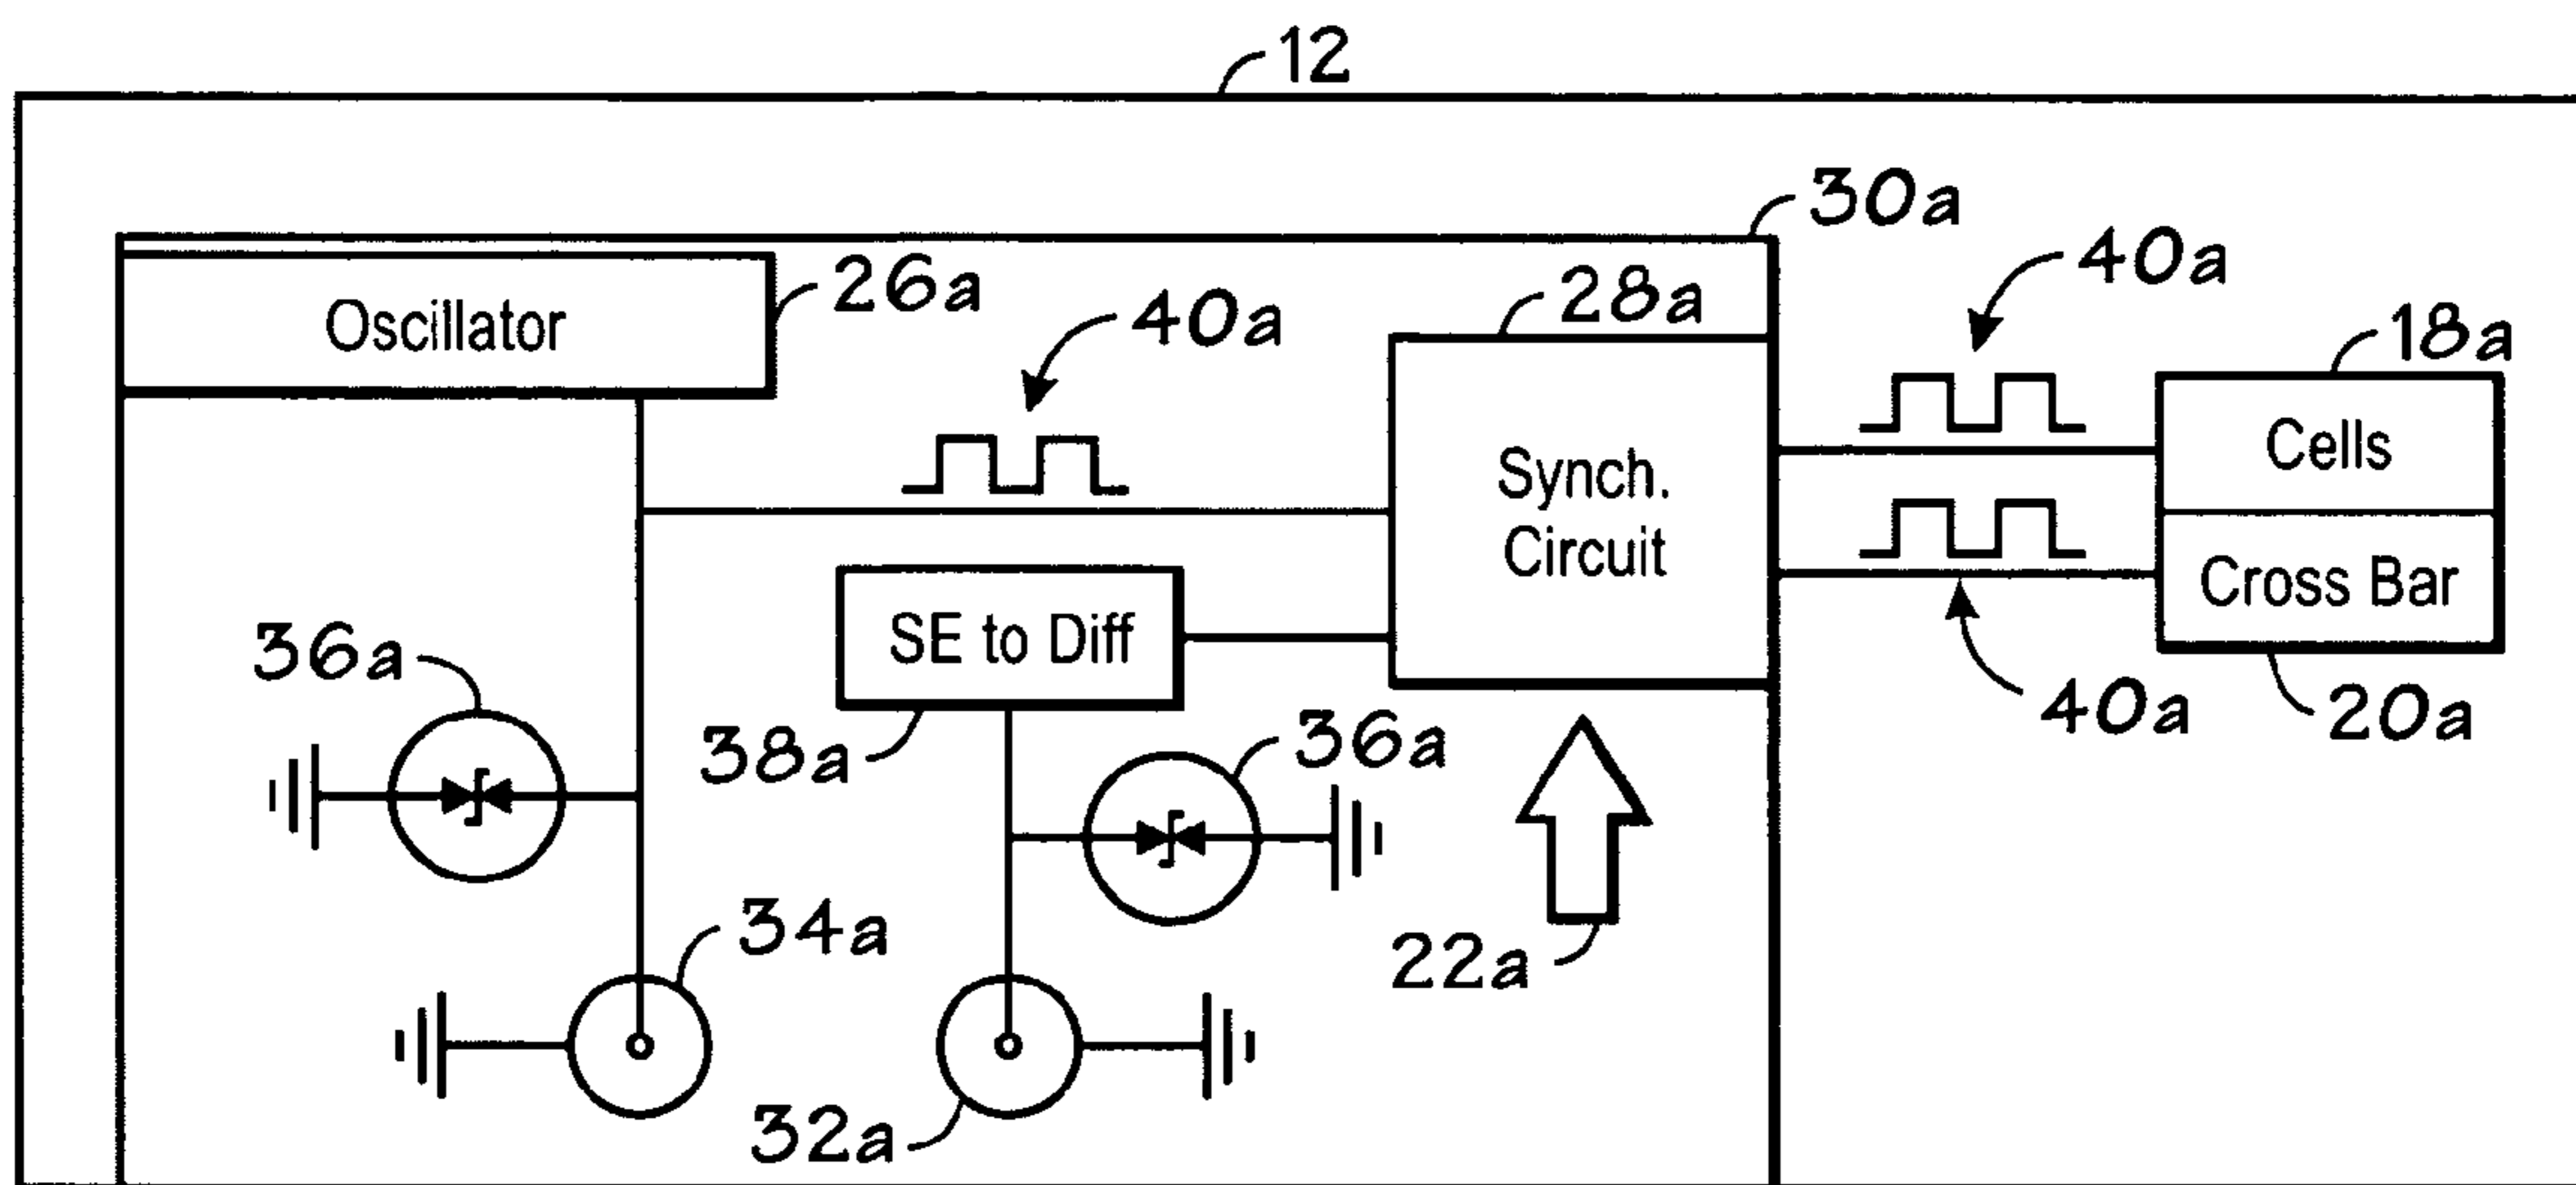 12
30a
Oscillator
26a
40a
28a
40a
18a
Synch.
Circuit
Cells
Cross Bar
SE to Diff
36a
38a
36a
40a
20a
34a
22a
32a